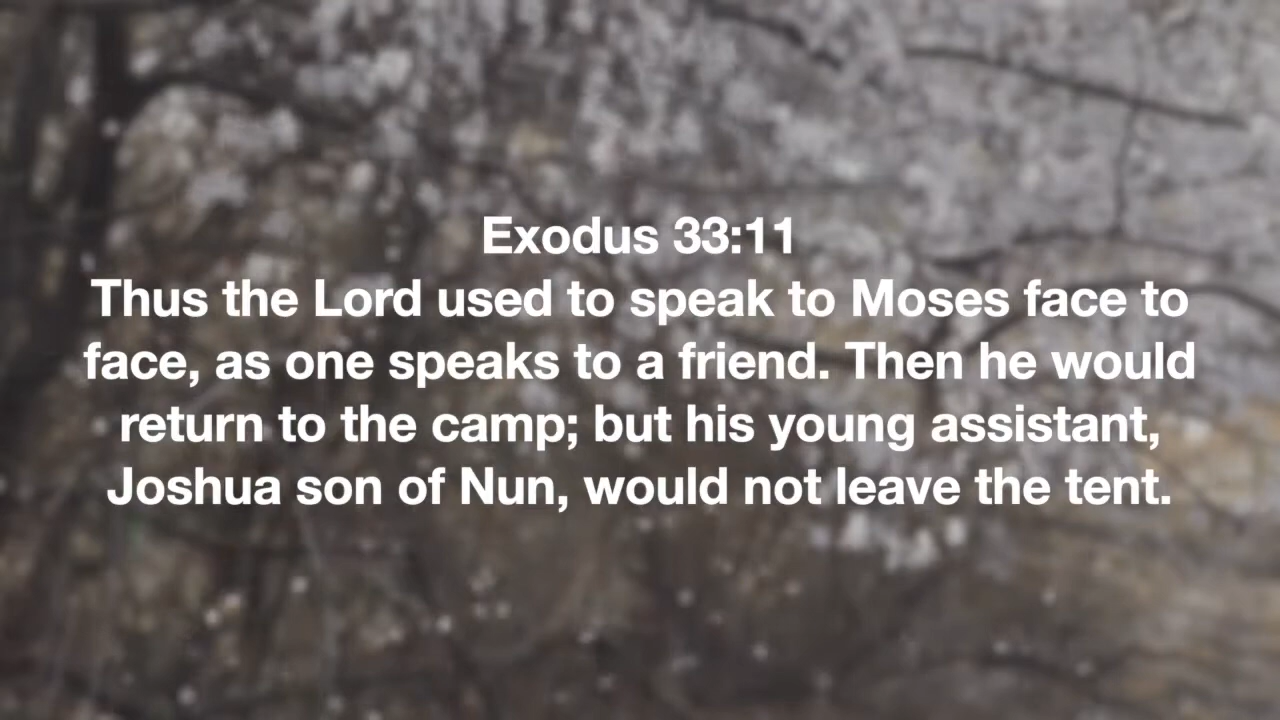 Exodus 33:11
Thus the Lord used to speak to Moses face to
face, as one speaks to a friend. Then he would
return to the camp; but his young assistant,
Joshua son of Nun, would not leave the tent.